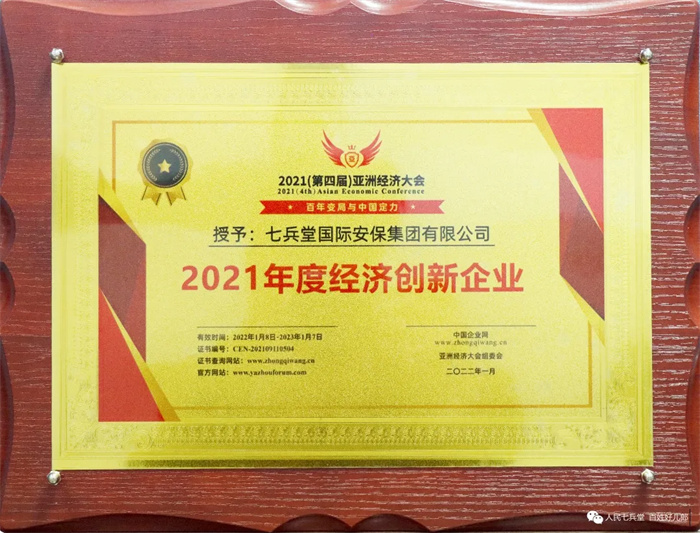 2021(第四届)亚洲经济大会
2021(4th)Asian Economic Conference
百年变局与中国定力
授予：七兵堂国际安保集团有限公司
2021年度经济创新企业
有效时间：2022年1月8日-2023年1月7日
证书编号：CEN-202109110504
证书查询网站：www.zhongqiwang.cn
官方网站：www.yazhouforum.com
中国企业网
www.zhongqiwang.cn
亚洲经济大会组委会
二〇二二年一月
人民七兵堂 百姓好儿郎